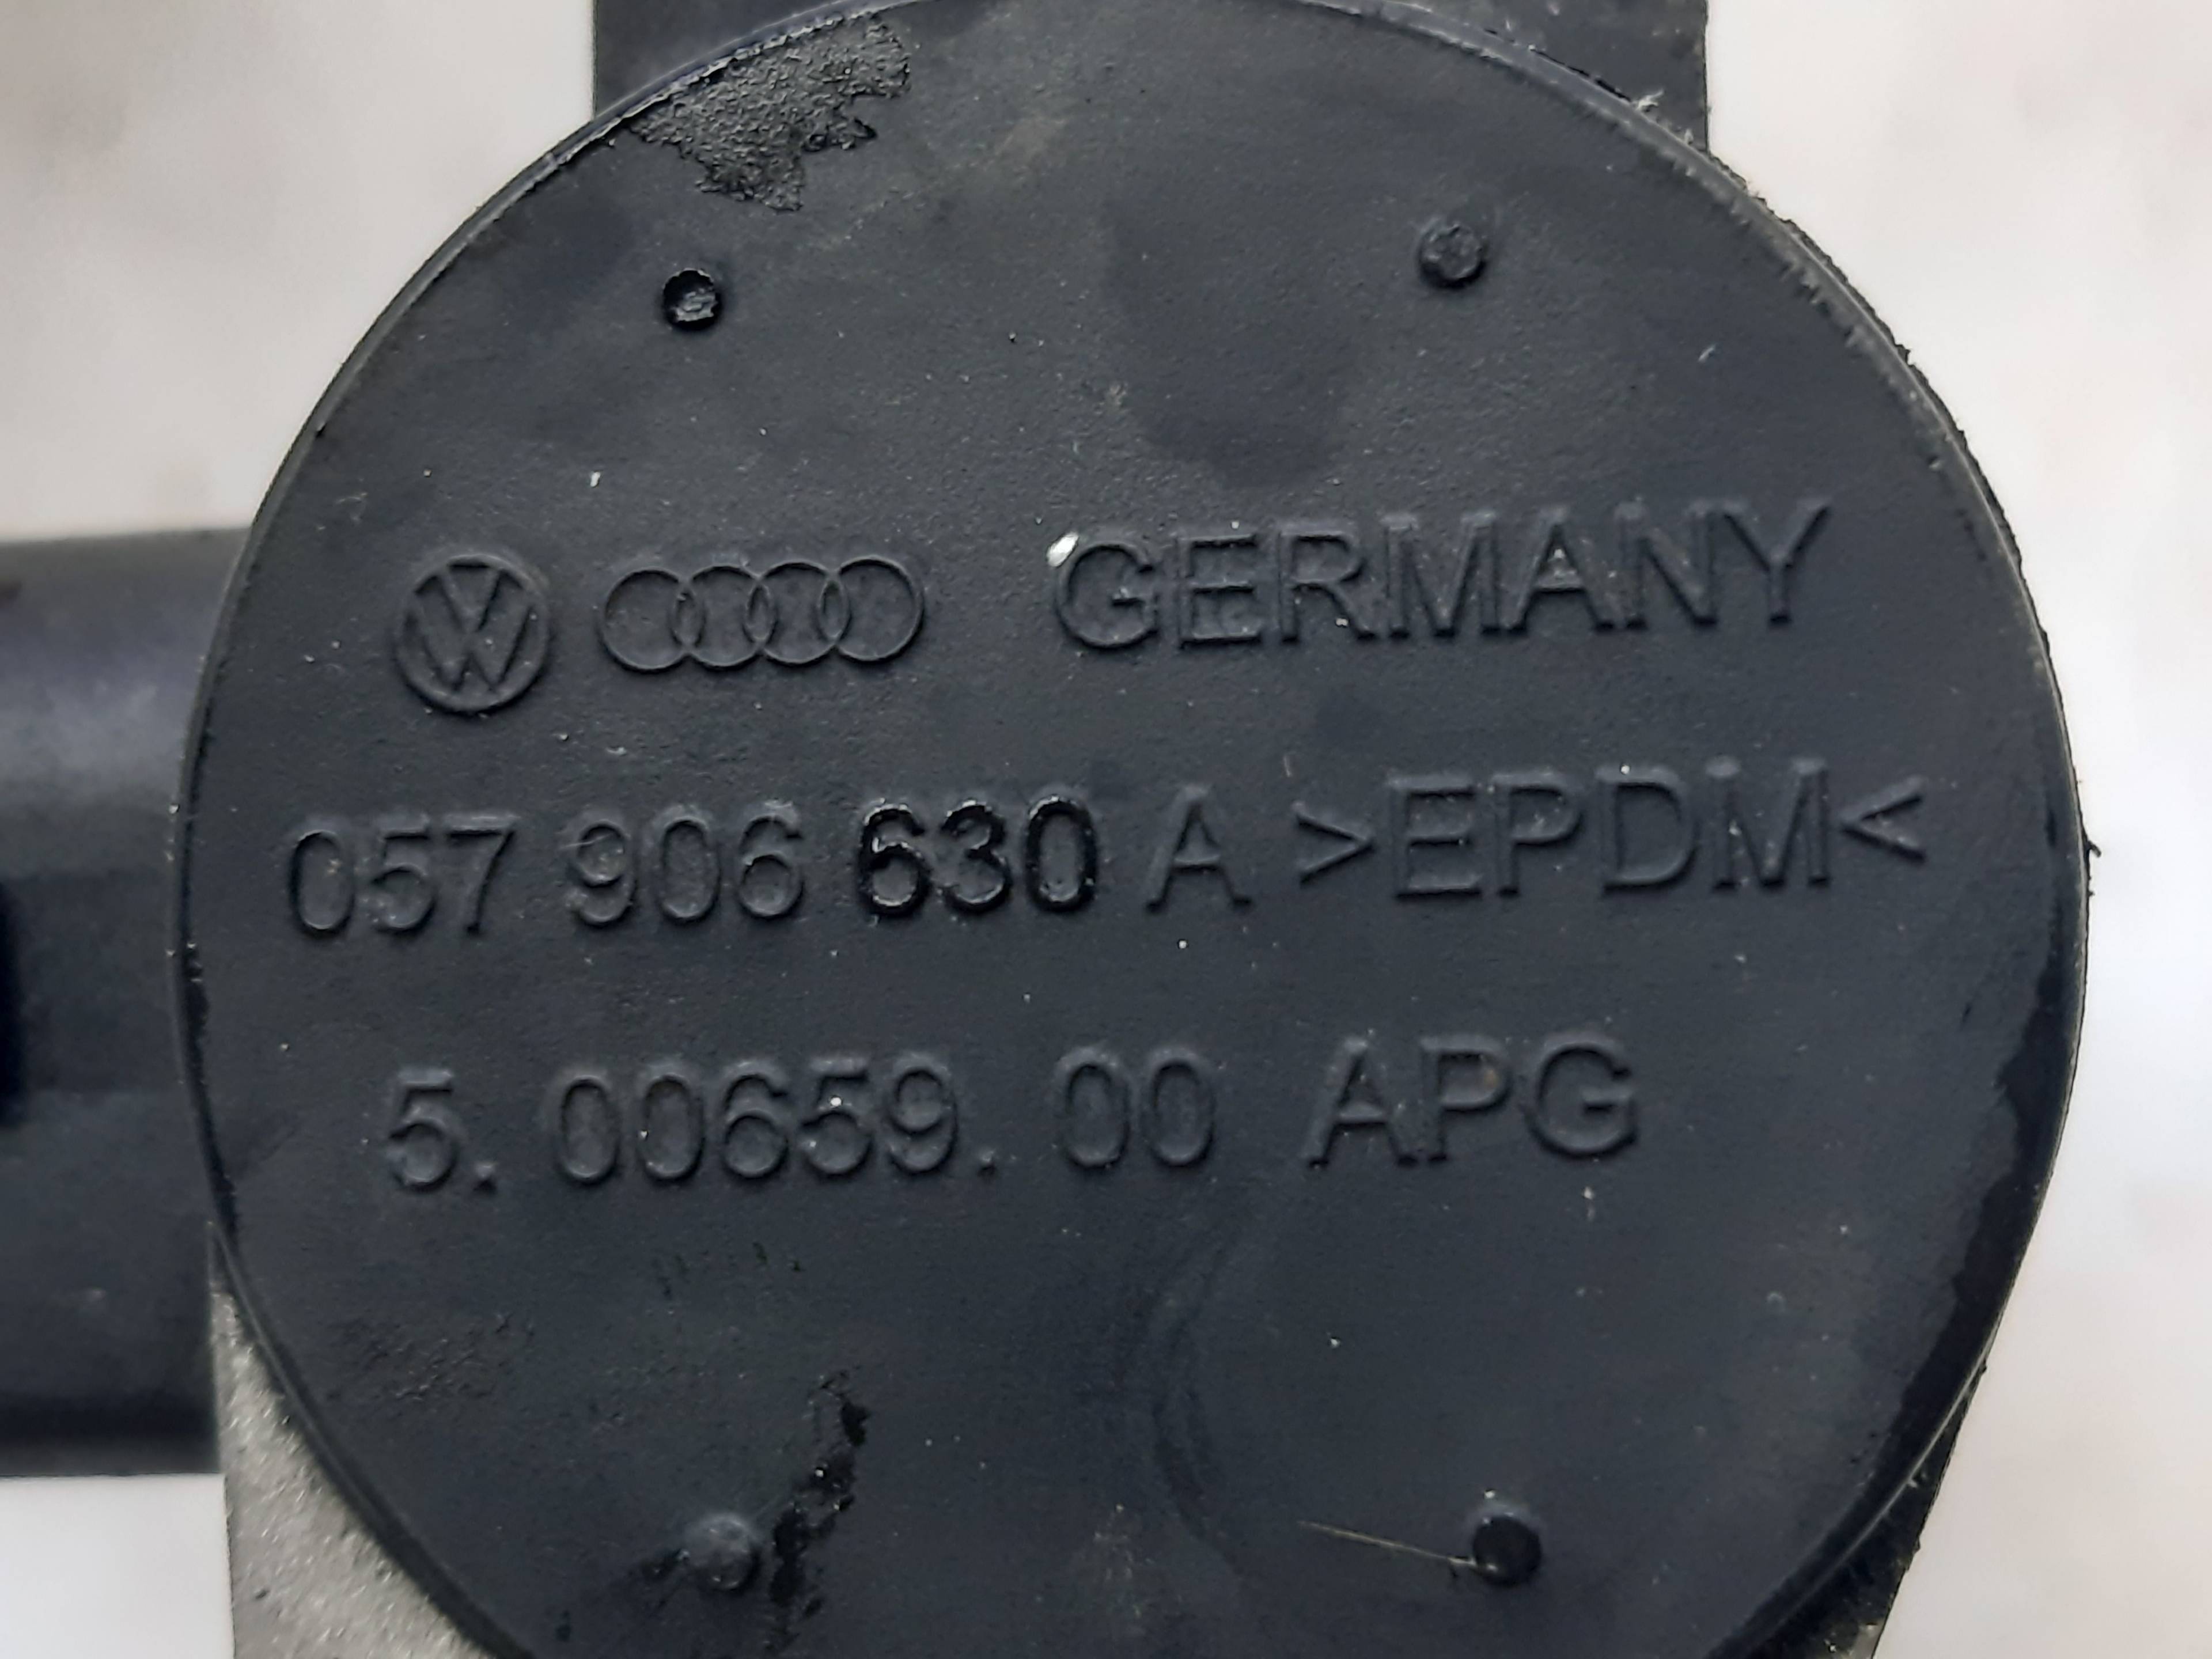 GERMANY
057 906 630 A >EPDM<
5. 00659. 00 APG